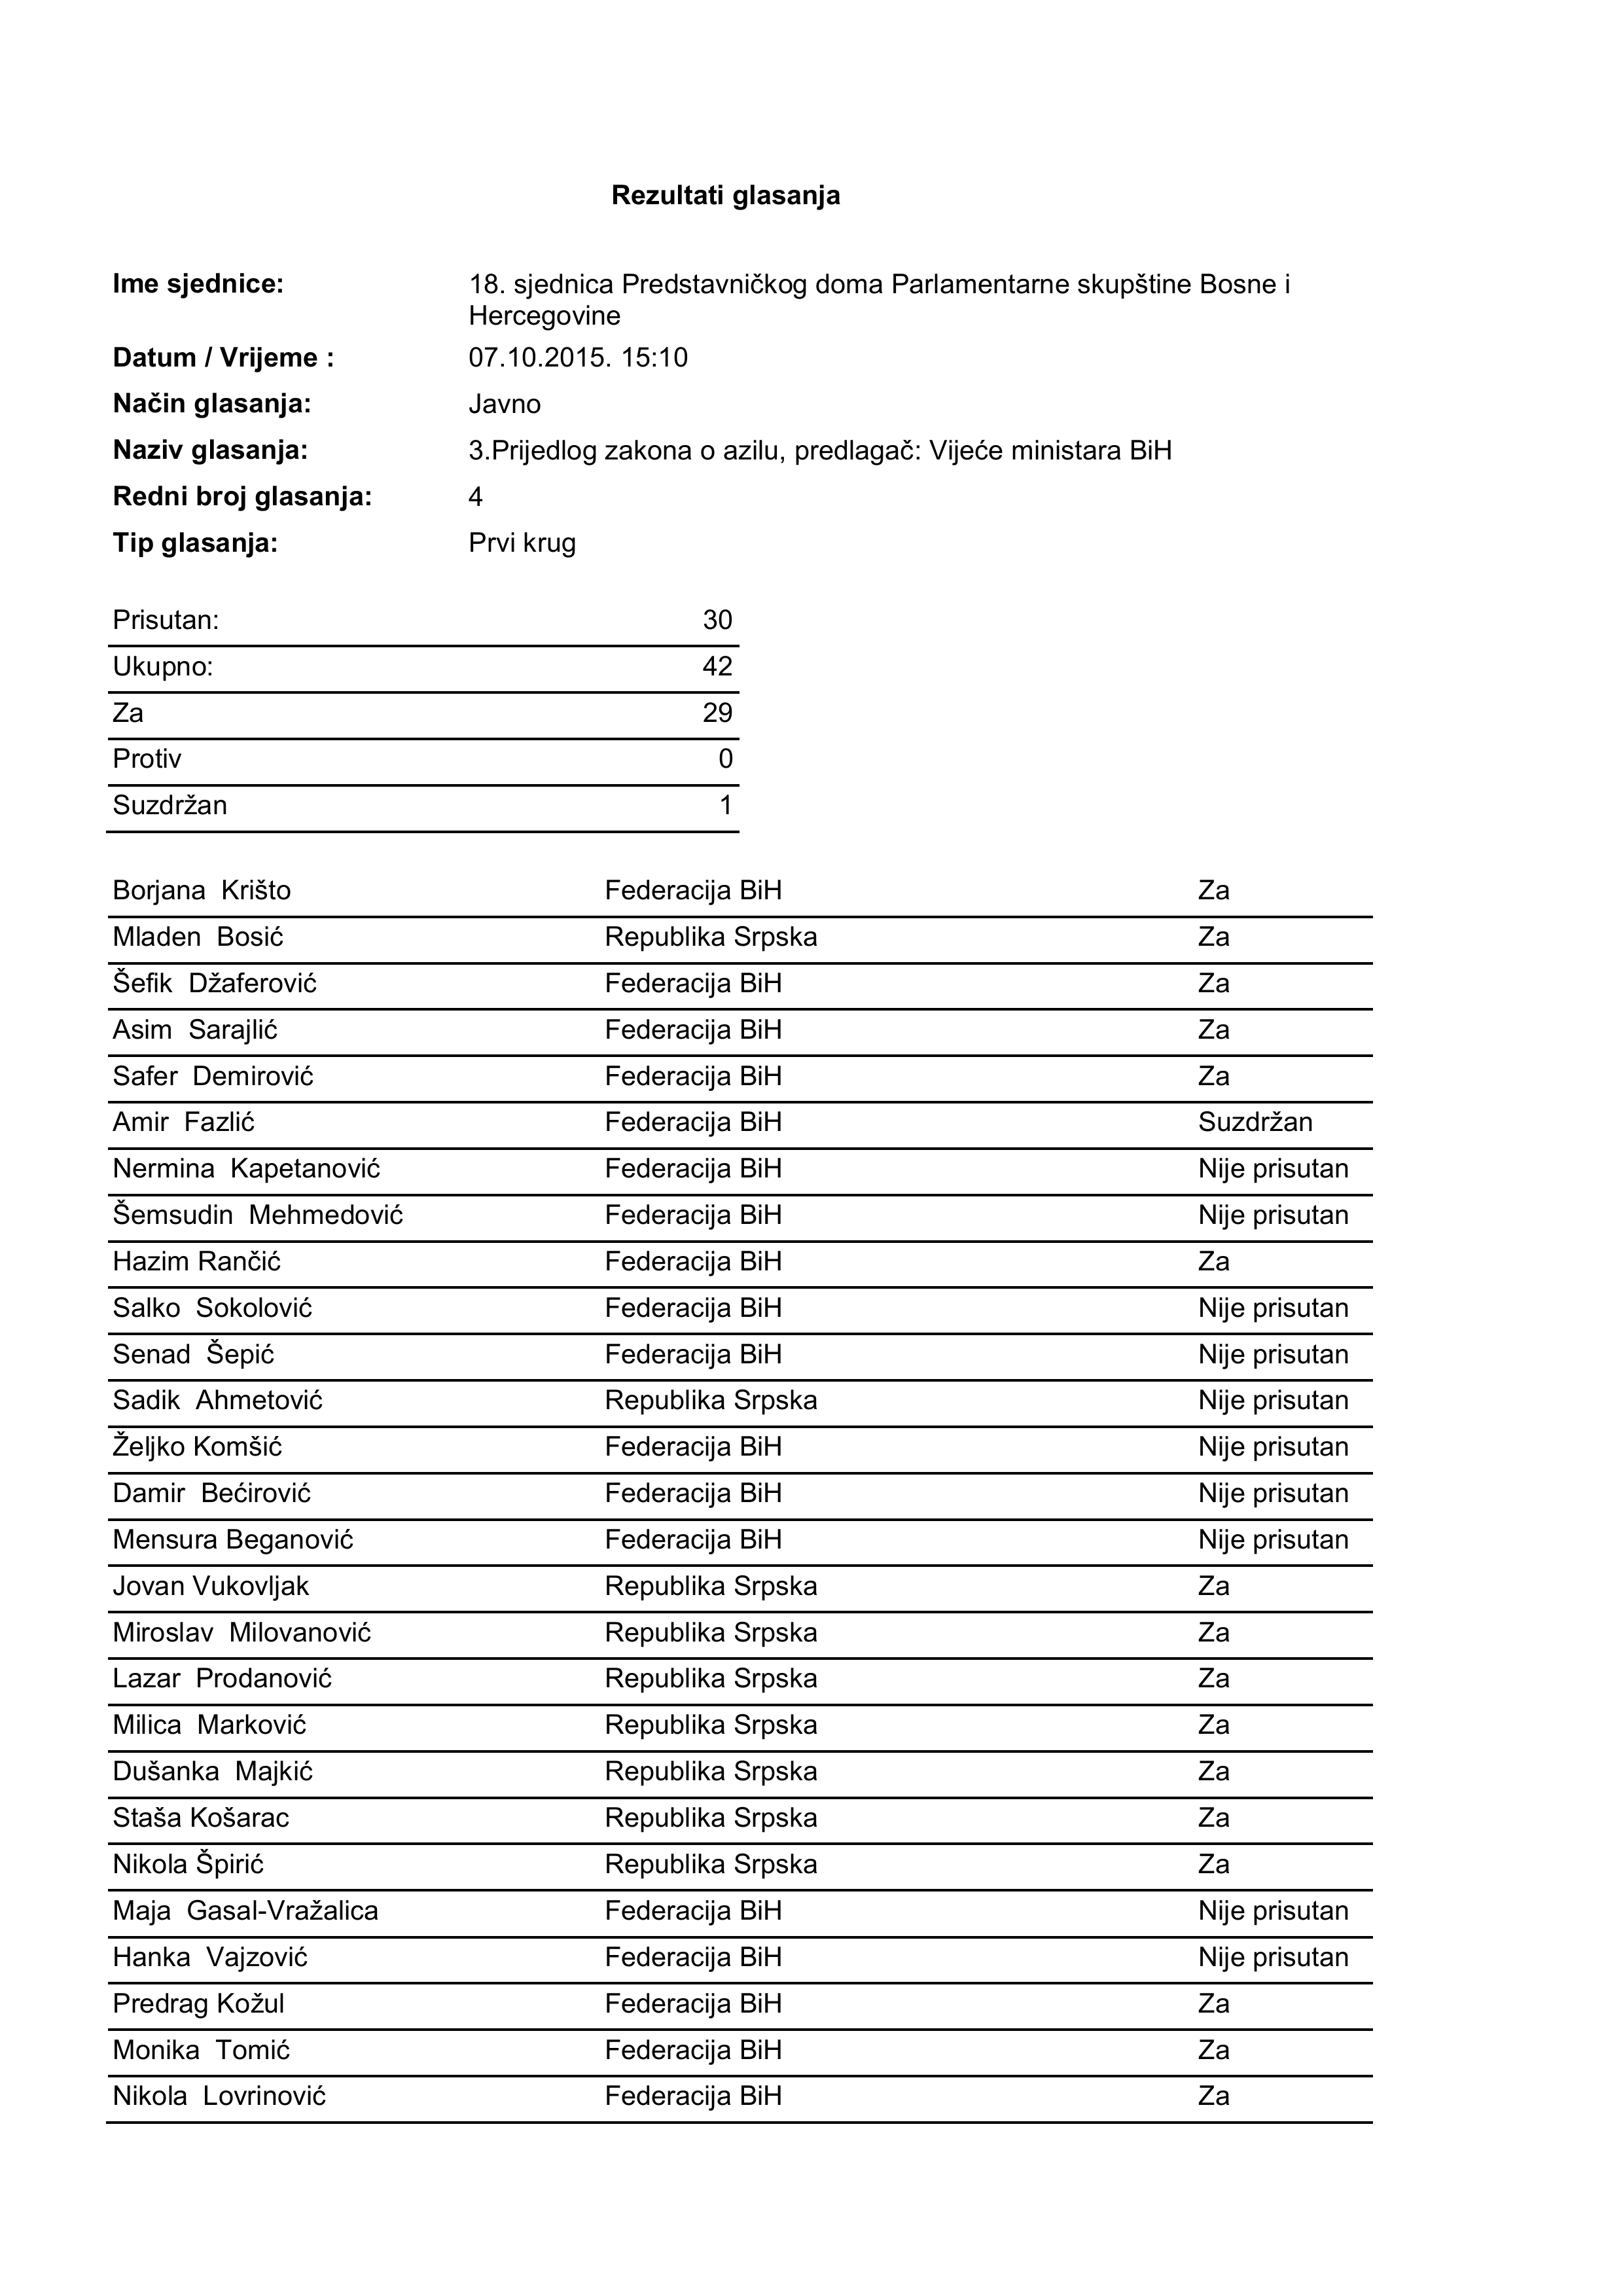 Rezultati glasanja
Ime sjednice: 18. sjednica Predstavničkog doma Parlamentarne skupštine Bosne i
Hercegovine
Datum / Vrijeme : 07.10.2015. 15:10
Način glasanja: Javno
Naziv glasanja: 3.Prijedlog zakona o azilu, predlagač: Vijeće ministara BiH
Redni broj glasanja: 4
Tip glasanja: Prvi krug
Prisutan: 30
Ukupno: 42
Za 29
Protiv 0
Suzdržan 1
Borjana Krišto Federacija BiH Za
Mladen Bosić Republika Srpska Za
Šefik Džaferović Federacija BiH Za
Asim Sarajlić Federacija BiH Za
Safer Demirović Federacija BiH Za
Amir Fazlić Federacija BiH Suzdržan
Nermina Kapetanović Federacija BiH Nije prisutan
Šemsudin Mehmedović Federacija BiH Nije prisutan
Hazim Rančić Federacija BiH Za
Salko Sokolović Federacija BiH Nije prisutan
Senad Šepić Federacija BiH Nije prisutan
Sadik Ahmetović Republika Srpska Nije prisutan
Željko Komšić Federacija BiH Nije prisutan
Damir Bećirović Federacija BiH Nije prisutan
Mensura Beganović Federacija BiH Nije prisutan
Jovan Vukovljak Republika Srpska Za
Miroslav Milovanović Republika Srpska Za
Lazar Prodanović Republika Srpska Za
Milica Marković Republika Srpska Za
Dušanka Majkić Republika Srpska Za
Staša Košarac Republika Srpska Za
Nikola Špirić Republika Srpska Za
Maja Gasal-Vražalica Federacija BiH Nije prisutan
Hanka Vajzović Federacija BiH Nije prisutan
Predrag Kožul Federacija BiH Za
Monika Tomić Federacija BiH Za
Nikola Lovrinović Federacija BiH Za